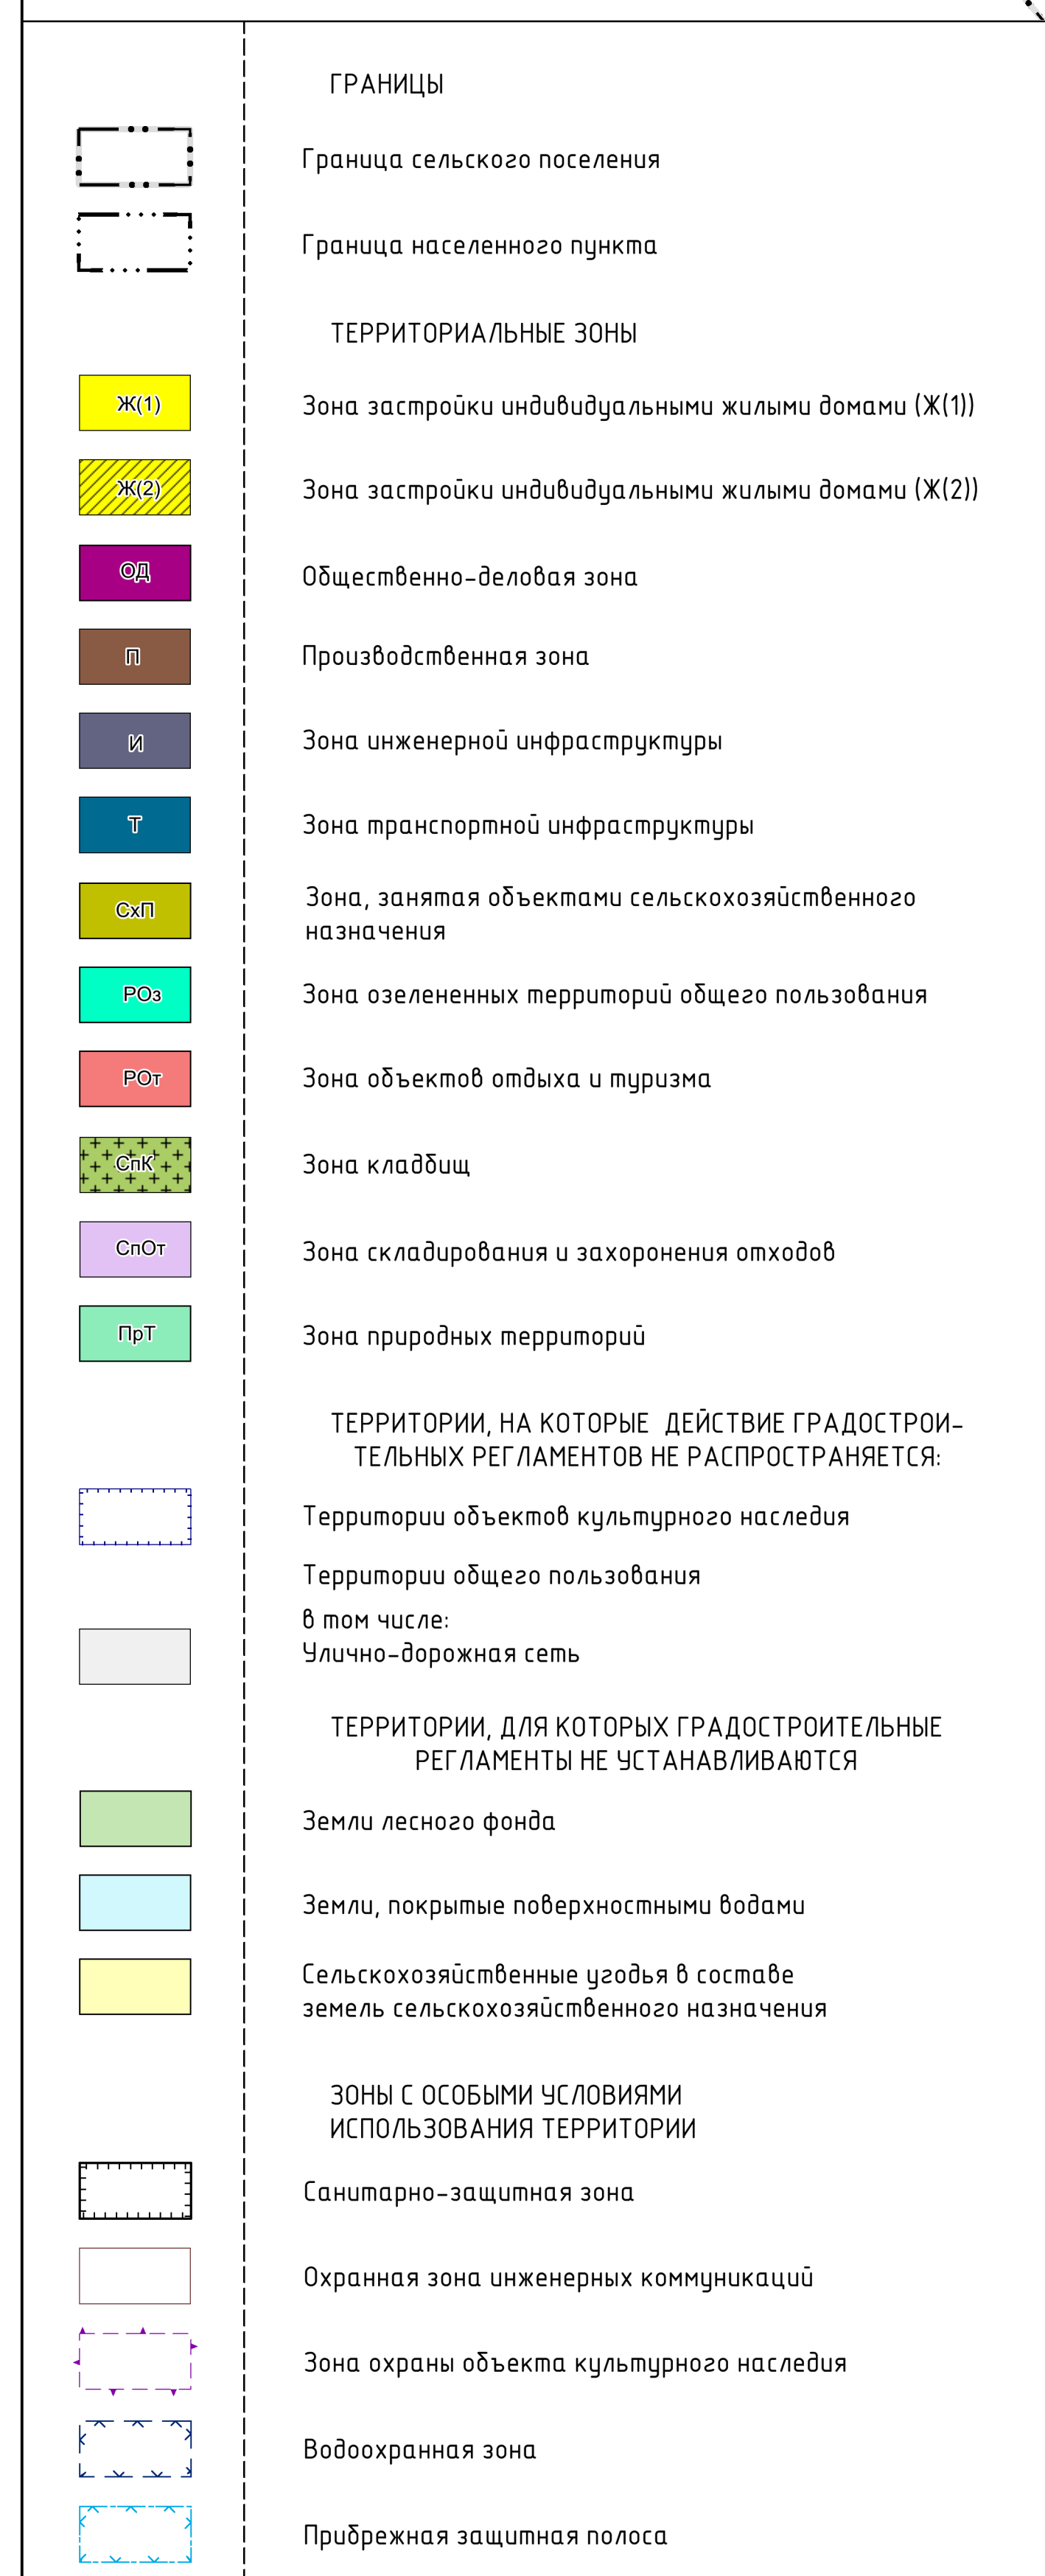 ГРАНИЦЫ
Граница сельского поселения
Граница населенного пункта
ТЕРРИТОРИАЛЬНЫЕ ЗОНЫ
Ж(1) Зона застройки индивидуальными жилыми домами (Ж(1))
Ж(2) Зона застройки индивидуальными жилыми домами (Ж(2))
ОД Общественно-деловая зона
П Производственная зона
И Зона инженерной инфраструктуры
Т Зона транспортной инфраструктуры
СхП Зона, занятая объектами сельскохозяйственного
назначения
РОз Зона озелененных территорий общего пользования
РОт Зона объектов отдыха и туризма
СпК Зона кладбищ
СпОт Зона складирования и захоронения отходов
ПрТ Зона природных территорий
ТЕРРИТОРИИ, НА КОТОРЫЕ ДЕЙСТВИЕ ГРАДОСТРОИ-
ТЕЛЬНЫХ РЕГЛАМЕНТОВ НЕ РАСПРОСТРАНЯЕТСЯ:
Территории объектов культурного наследия
Территории общего пользования
в том числе:
Улично-дорожная сеть
ТЕРРИТОРИИ, ДЛЯ КОТОРЫХ ГРАДОСТРОИТЕЛЬНЫЕ
РЕГЛАМЕНТЫ НЕ УСТАНАВЛИВАЮТСЯ
Земли лесного фонда
Земли, покрытые поверхностными водами
Сельскохозяйственные угодья в составе
земель сельскохозяйственного назначения
ЗОНЫ С ОСОБЫМИ УСЛОВИЯМИ
ИСПОЛЬЗОВАНИЯ ТЕРРИТОРИИ
Санитарно-защитная зона
Охранная зона инженерных коммуникаций
Зона охраны объекта культурного наследия
Водоохранная зона
Прибрежная защитная полоса